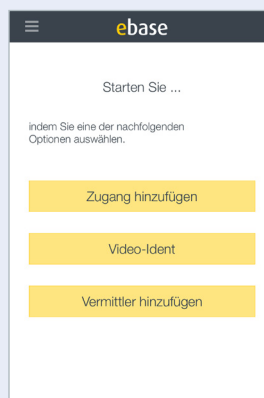 ebase
Starten Sie ...
indem Sie eine der nachfolgenden
Optionen auswählen.
Zugang hinzufügen
Video-Ident
Vermittler hinzufügen